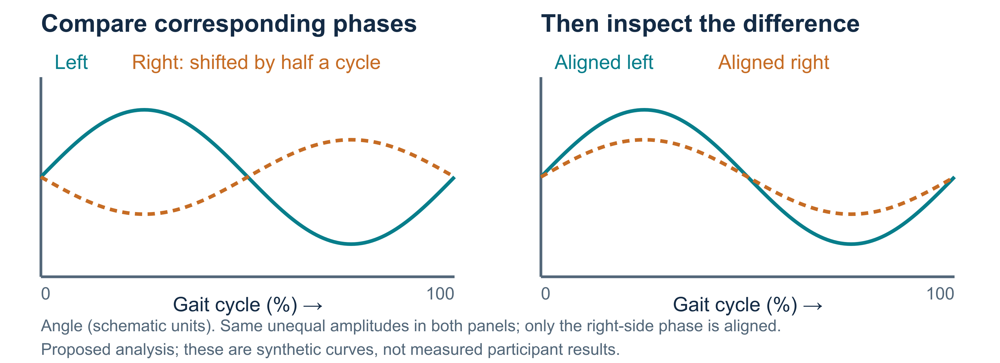 Compare corresponding phases
Left
Right: shifted by half a cycle
0
100
Gait cycle (%) →
Then inspect the difference
Aligned left
Aligned right
0
100
Gait cycle (%) →
Angle (schematic units). Same unequal amplitudes in both panels; only the right-side phase is aligned.
Proposed analysis; these are synthetic curves, not measured participant results.